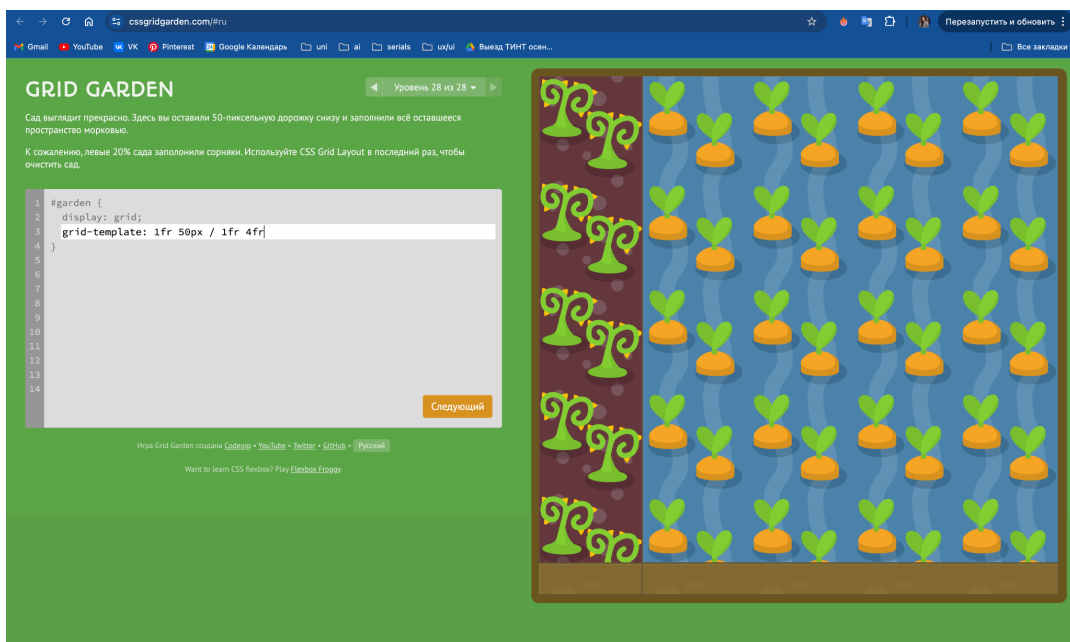 cssgridgarden.com/#ru
Перезапустить и обновить
Gmail YouTube VK Pinterest Google Календарь uni ai serials ux/ui Выезд ТИНТ осен... Все закладки
GRID GARDEN
Уровень 28 из 28
Сад выглядит прекрасно. Здесь вы оставили 50-пиксельную дорожку снизу и заполнили всё оставшееся
пространство морковью.
К сожалению, левые 20% сада заполонили сорняки. Используйте CSS Grid Layout в последний раз, чтобы
очистить сад.
1 #garden {
2 display: grid;
3 grid-template: 1fr 50px / 1fr 4fr
4 }
5
6
7
8
9
10
11
12
13
14
Следующий
Игра Grid Garden создана Codepip • YouTube • Twitter • GitHub • Русский
Want to learn CSS flexbox? Play Flexbox Froggy.